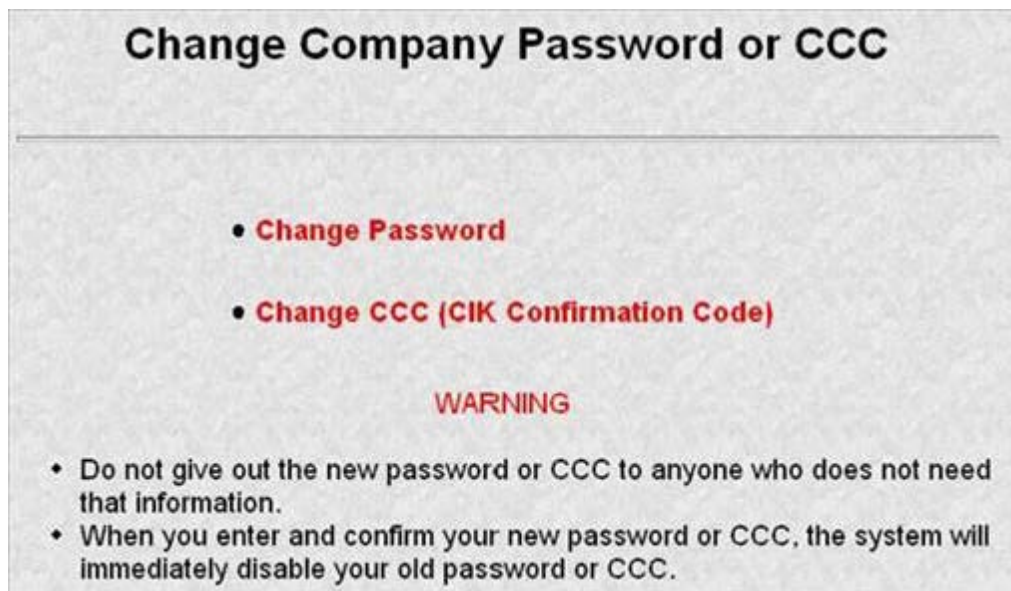 Change Company Password or CCC
• Change Password
• Change CCC (CIK Confirmation Code)
WARNING
◆ Do not give out the new password or CCC to anyone who does not need
that information.
◆ When you enter and confirm your new password or CCC, the system will
immediately disable your old password or CCC.